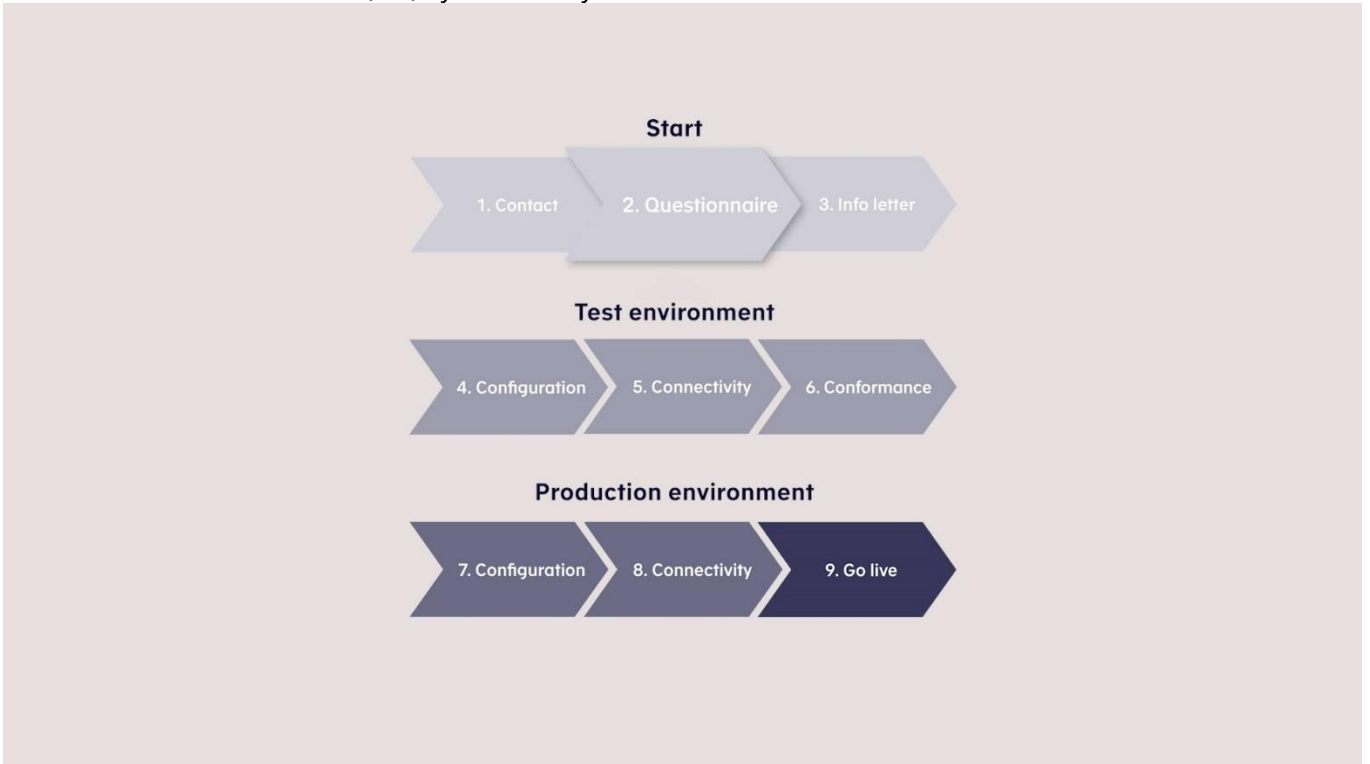 Start
1. Contact
2. Questionnaire
3. Info letter
Test environment
4. Configuration
5. Connectivity
6. Conformance
Production environment
7. Configuration
8. Connectivity
9. Go live